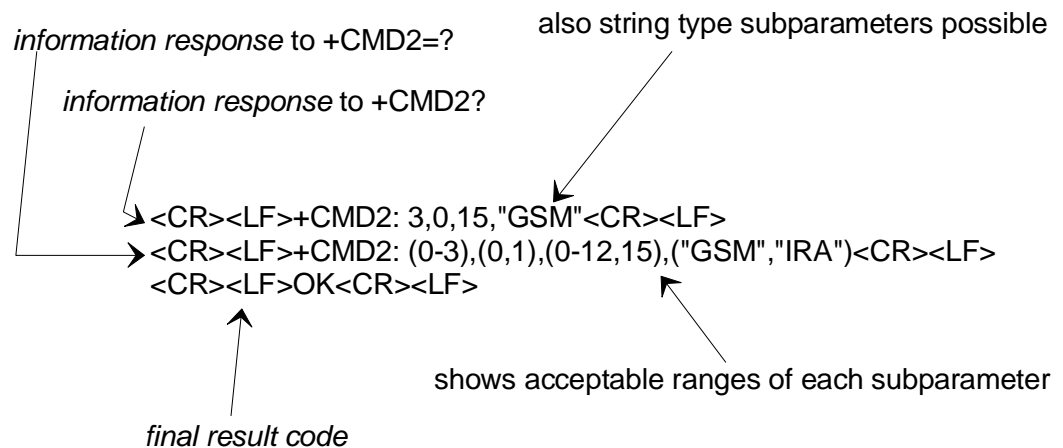 also string type subparameters possible
information response to +CMD2=?
information response to +CMD2?
<CR><LF>+CMD2: 3,0,15,"GSM"<CR><LF>
<CR><LF>+CMD2: (0-3),(0,1),(0-12,15),("GSM","IRA")<CR><LF>
<CR><LF>OK<CR><LF>
shows acceptable ranges of each subparameter
final result code